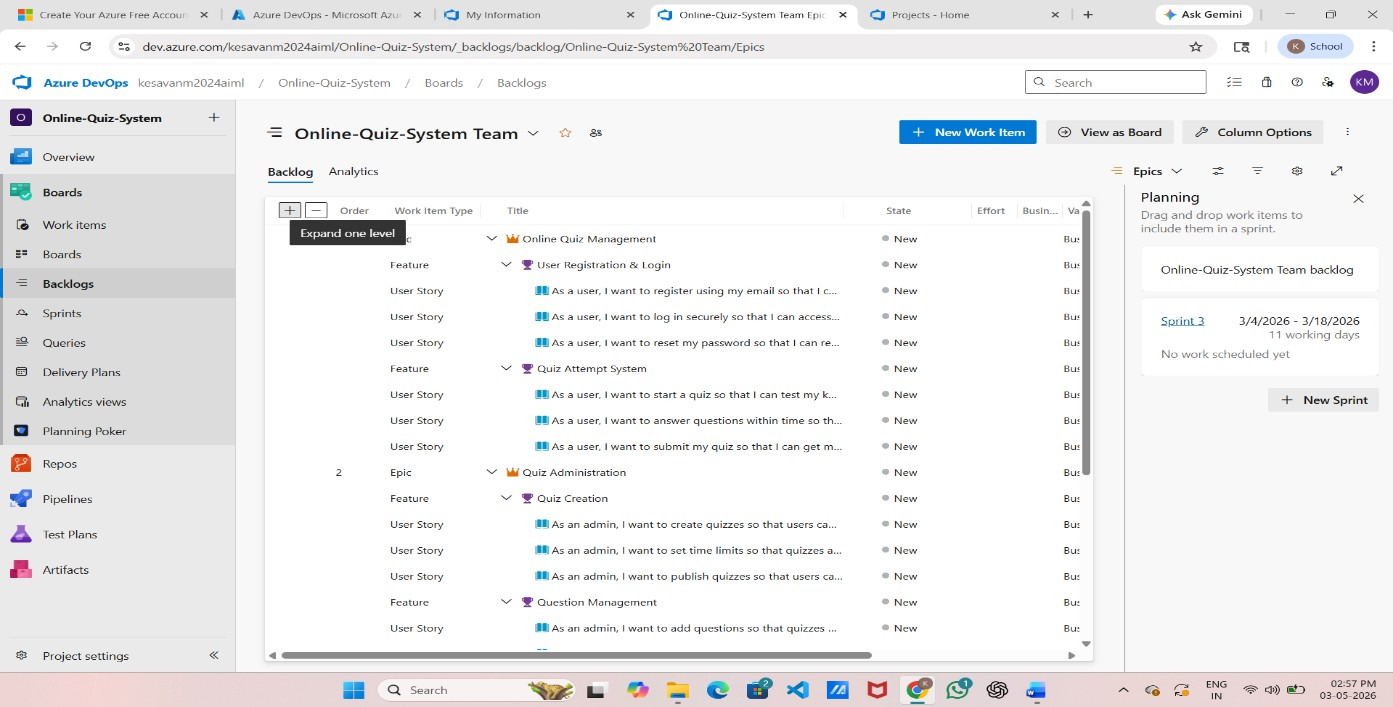 Create Your Azure Free Accoun
Azure DevOps - Microsoft Azu
My Information
Online-Quiz-System Team Epic
Projects - Home
Ask Gemini
dev.azure.com/kesavanm2024aiml/Online-Quiz-System/_backlogs/backlog/Online-Quiz-System%20Team/Epics
K School
Azure DevOps kesavanm2024aiml / Online-Quiz-System / Boards / Backlogs
Search
KM
O Online-Quiz-System
Overview
Boards
Work items
Boards
Backlogs
Sprints
Queries
Delivery Plans
Analytics views
Planning Poker
Repos
Pipelines
Test Plans
Artifacts
Project settings
Online-Quiz-System Team
New Work Item
View as Board
Column Options
Backlog Analytics
Epics
Order Work Item Type Title State Effort Busin... Va
Expand one level
ic Online Quiz Management New Bus
Feature User Registration & Login New Bus
User Story As a user, I want to register using my email so that I c... New Bus
User Story As a user, I want to log in securely so that I can access... New Bus
User Story As a user, I want to reset my password so that I can re... New Bus
Feature Quiz Attempt System New Bus
User Story As a user, I want to start a quiz so that I can test my k... New Bus
User Story As a user, I want to answer questions within time so th... New Bus
User Story As a user, I want to submit my quiz so that I can get m... New Bus
2 Epic Quiz Administration New Bus
Feature Quiz Creation New Bus
User Story As an admin, I want to create quizzes so that users ca... New Bus
User Story As an admin, I want to set time limits so that quizzes a... New Bus
User Story As an admin, I want to publish quizzes so that users ca... New Bus
Feature Question Management New Bus
User Story As an admin, I want to add questions so that quizzes ... New Bus
Planning
Drag and drop work items to
include them in a sprint.
Online-Quiz-System Team backlog
Sprint 3 3/4/2026 - 3/18/2026
11 working days
No work scheduled yet
New Sprint
Search
2
K
1
ENG
IN
02:57 PM
03-05-2026